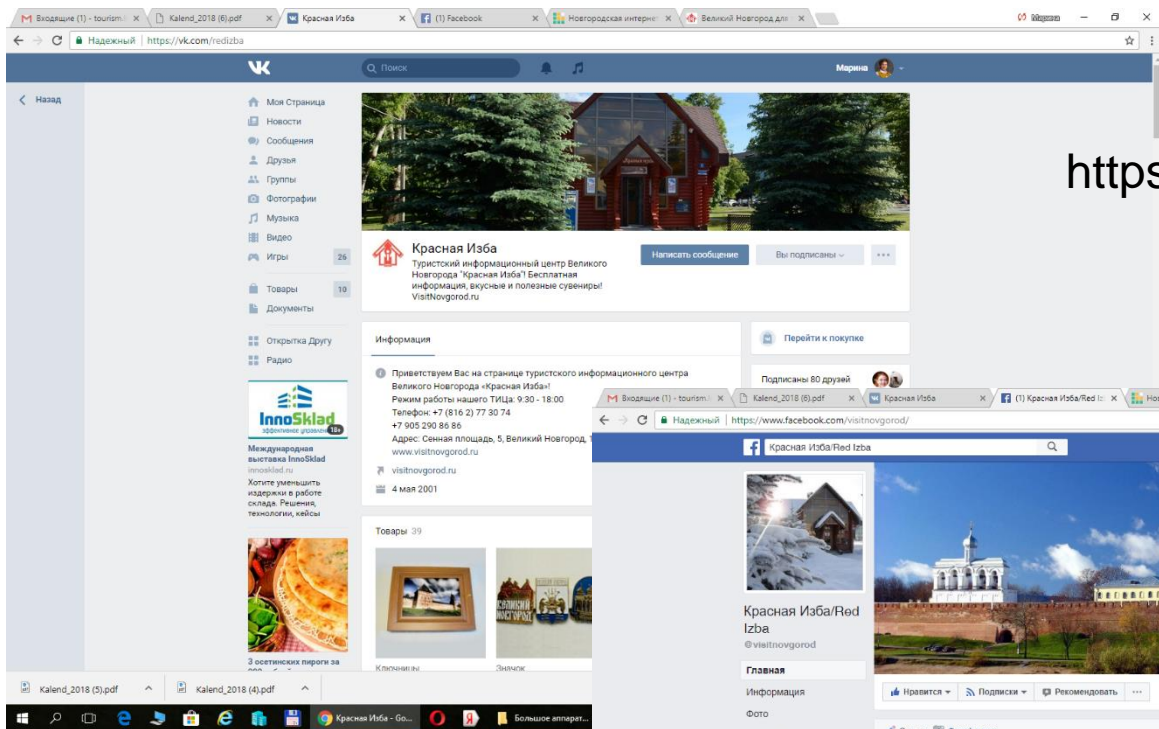 Входящие (1) - tourism.
Kalend_2018 (6).pdf
Красная Изба
(1) Facebook
Новгородская интернет
Великий Новгород для
Марина
Надежный https://vk.com/redizba
Поиск
Марина
Назад
Моя Страница
Новости
Сообщения
Друзья
Группы
Фотографии
Музыка
Видео
Игры 26
Товары 10
Документы
Открытка Другу
Радио
InnoSklad
эффективное управление
18+
Международная
выставка InnoSklad
innosklad.ru
Хотите уменьшить
издержки в работе
склада. Решения,
технологии, кейсы
3 осетинских пирога за
Красная Изба
Туристский информационный центр Великого
Новгорода "Красная Изба"! Бесплатная
информация, вкусные и полезные сувениры!
VisitNovgorod.ru
Написать сообщение
Вы подписаны
Информация
Приветствуем Вас на странице туристского информационного центра
Великого Новгорода «Красная Изба»!
Режим работы нашего ТИЦа: 9:30 - 18:00
Телефон: +7 (816 2) 77 30 74
+7 905 290 86 86
Адрес: Сенная площадь, 5, Великий Новгород,
www.visitnovgorod.ru
visitnovgorod.ru
4 мая 2001
Товары 39
Ключницы
Значок
Перейти к покупке
Подписаны 80 друзей
https
Входящие (1) - tourism.
Kalend_2018 (6).pdf
Красная Изба
(1) Красная Изба/Red Iz
Нов
Надежный https://www.facebook.com/visitnovgorod/
Красная Изба/Red Izba
Красная Изба/Red
Izba
@visitnovgorod
Главная
Информация
Фото
Нравится
Подписки
Рекомендовать
Kalend_2018 (5).pdf
Kalend_2018 (4).pdf
Красная Изба - Go...
Большое аппарат...